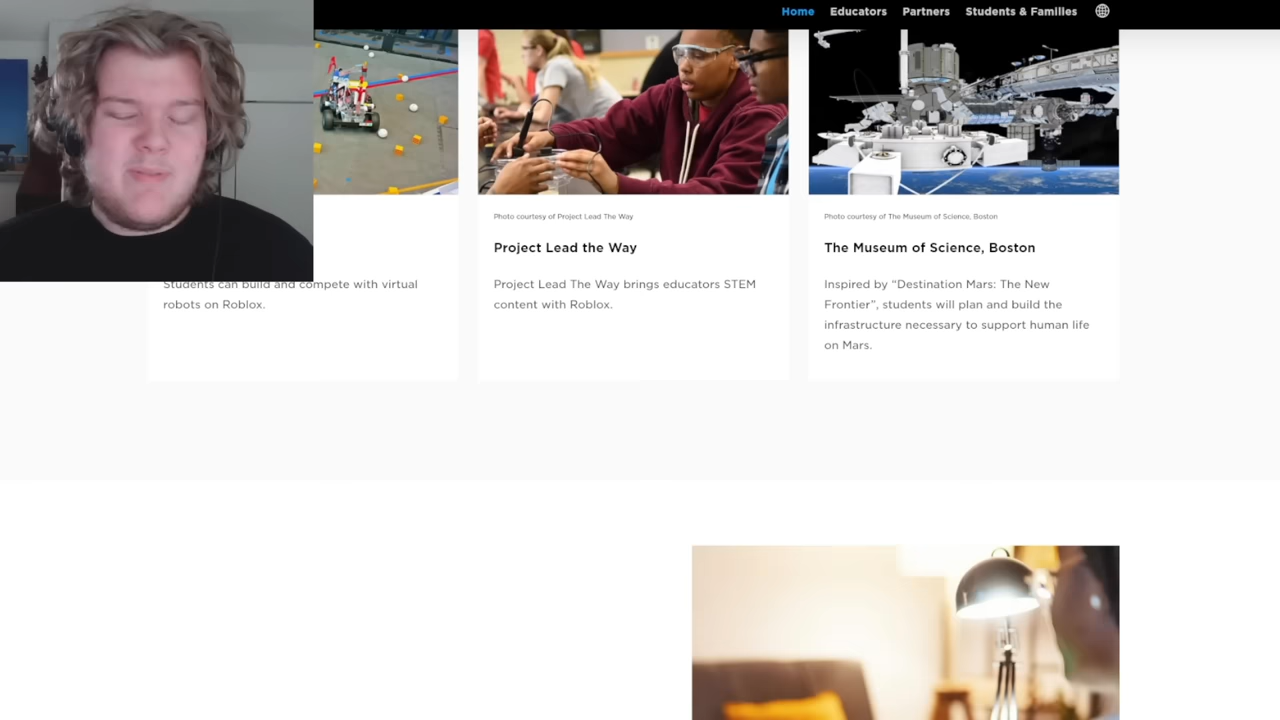 Home Educators Partners Students & Families
Photo courtesy of Project Lead The Way
Photo courtesy of The Museum of Science, Boston
Project Lead the Way
The Museum of Science, Boston
Students can build and compete with virtual
robots on Roblox.
Project Lead The Way brings educators STEM
content with Roblox.
Inspired by “Destination Mars: The New
Frontier”, students will plan and build the
infrastructure necessary to support human life
on Mars.